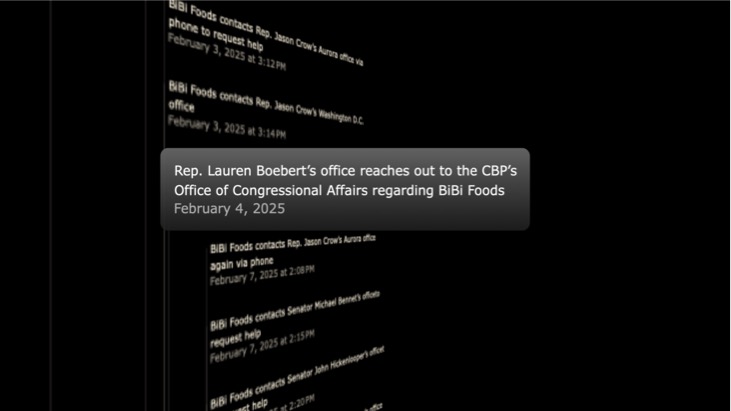 BiBi Foods contacts Rep. Jason Crow's Aurora office via
phone to request help
February 3, 2025 at 3:12PM
BiBi Foods contacts Rep. Jason Crow's Washington D.C.
office
February 3, 2025 at 3:14PM
Rep. Lauren Boebert's office reaches out to the CBP's
Office of Congressional Affairs regarding BiBi Foods
February 4, 2025
BiBi Foods contacts Rep. Jason Crow's Aurora office
again via phone
February 7, 2025 at 2:08PM
BiBi Foods contacts Senator Michael Bennet's officeto
request help
February 7, 2025 at 2:15PM
BiBi Foods contacts Senator John Hickenlooper's officet
help
at 2:20PM
office